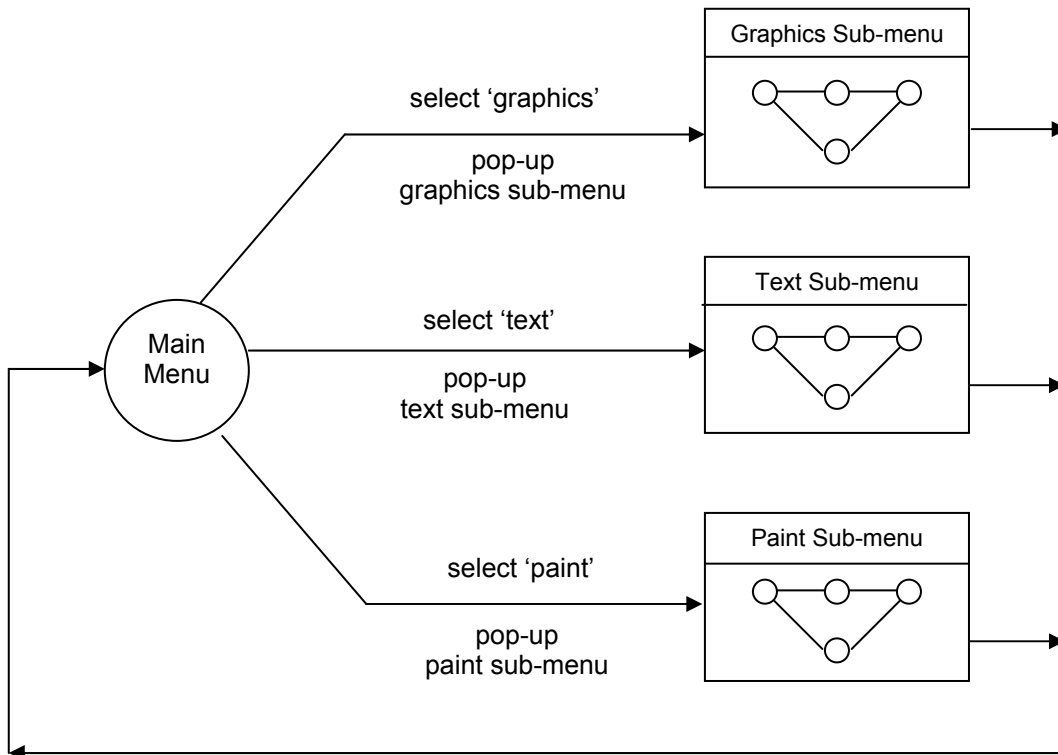 Graphics Sub-menu
select ‘graphics’
pop-up
graphics sub-menu
Text Sub-menu
select ‘text’
Main
Menu
pop-up
text sub-menu
Paint Sub-menu
select ‘paint’
pop-up
paint sub-menu